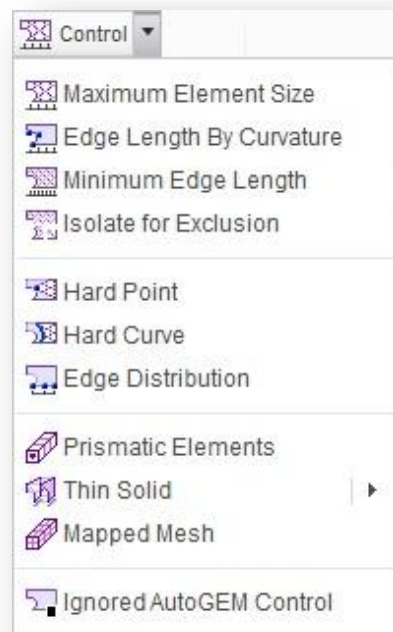 Control
Maximum Element Size
Edge Length By Curvature
Minimum Edge Length
Isolate for Exclusion
Hard Point
Hard Curve
Edge Distribution
Prismatic Elements
Thin Solid
Mapped Mesh
Ignored AutoGEM Control